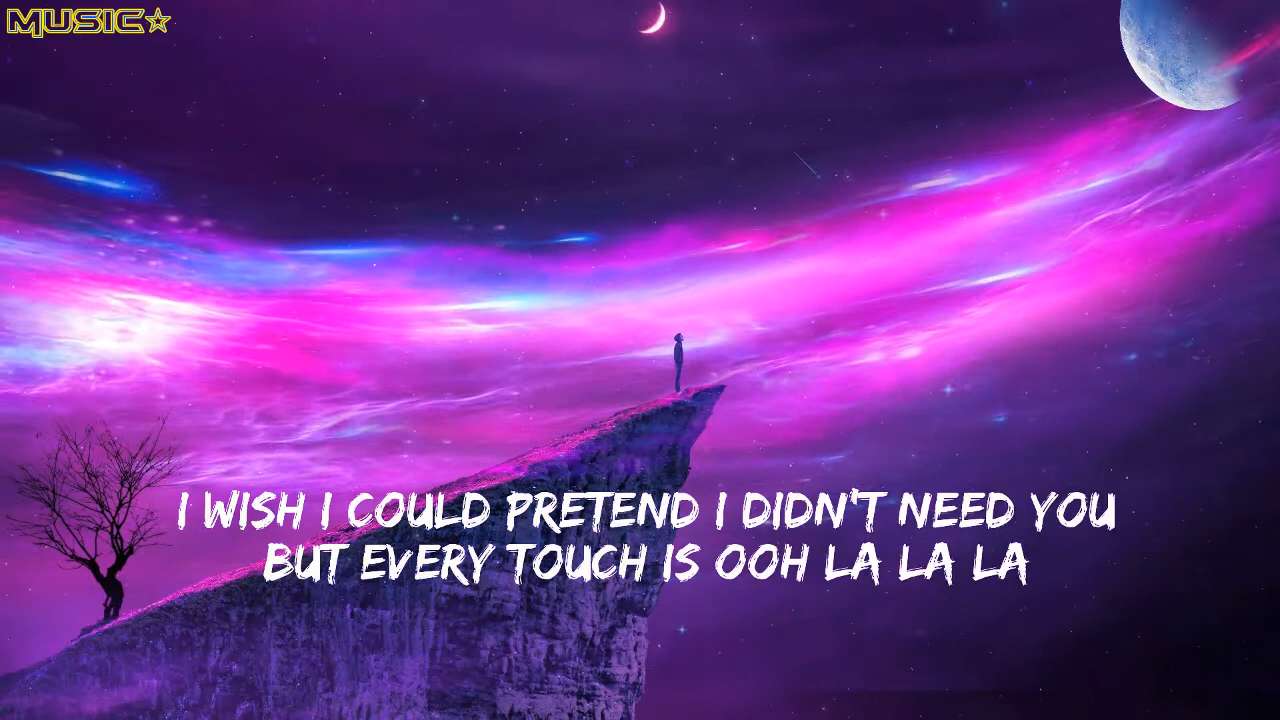 MUSIC☆
I WISH I COULD PRETEND I DIDN'T NEED YOU
BUT EVERY TOUCH IS OOH LA LA LA